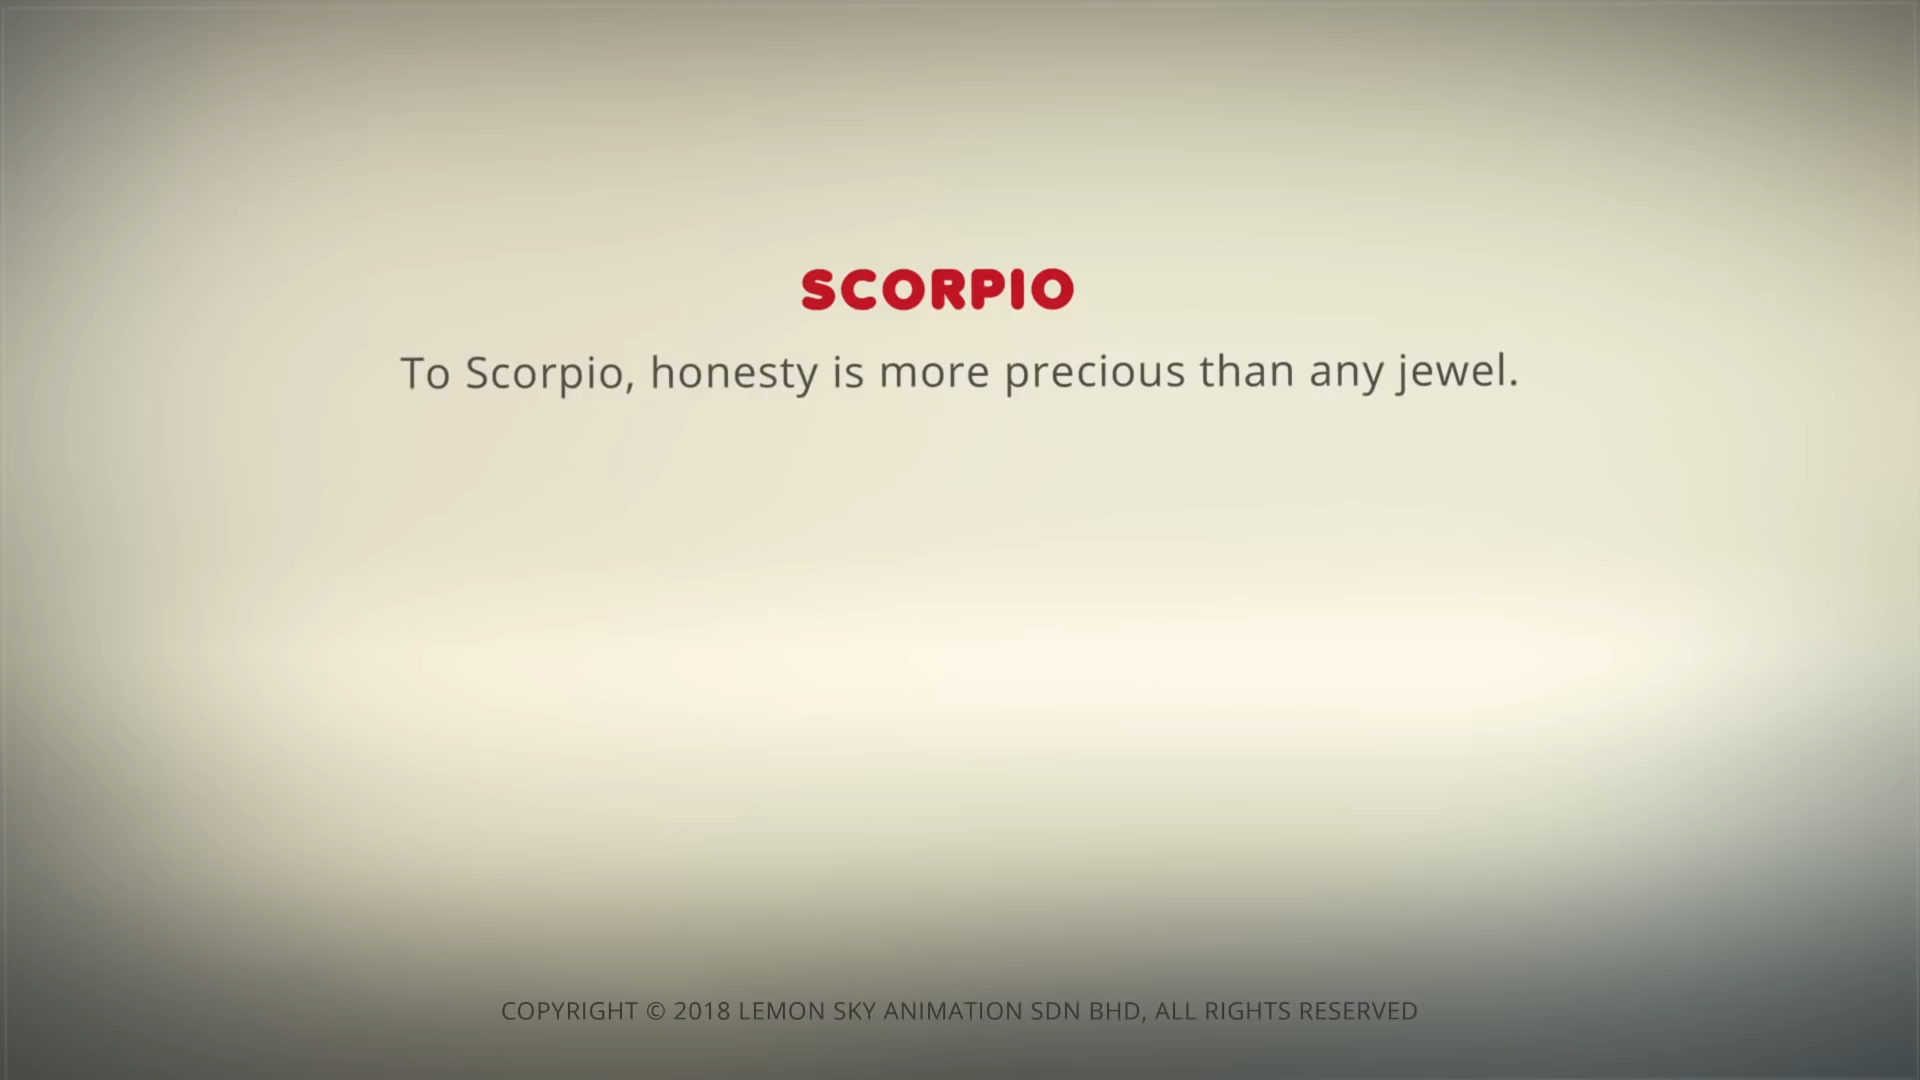 SCORPIO
To Scorpio, honesty is more precious than any jewel.
COPYRIGHT © 2018 LEMON SKY ANIMATION SDN BHD, ALL RIGHTS RESERVED